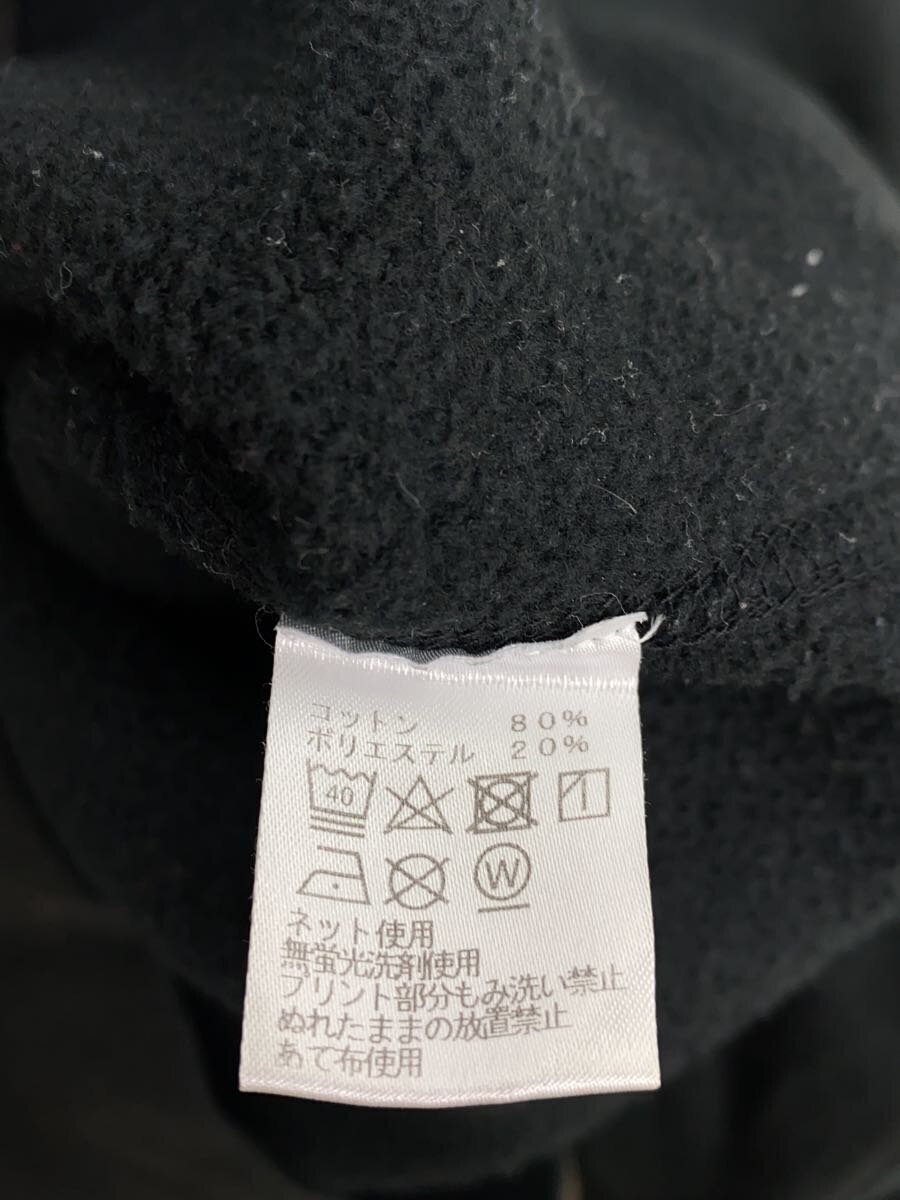 コットン 80%
ポリエステル 20%
40
W
ネット使用
無蛍光洗剤使用
プリント部分もみ洗い禁止
ぬれたままの放置禁止
あて布使用